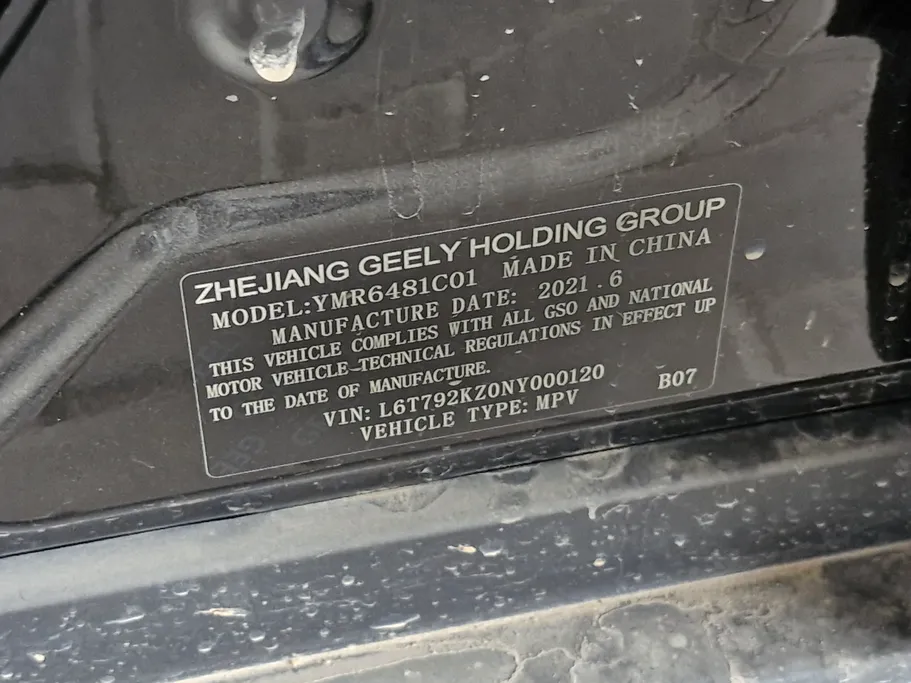 ZHEJIANG GEELY HOLDING GROUP
MODEL:YMR6481C01 MADE IN CHINA
MANUFACTURE DATE: 2021.6
THIS VEHICLE COMPLIES WITH ALL GSO AND NATIONAL
MOTOR VEHICLE-TECHNICAL REGULATIONS IN EFFECT UP
TO THE DATE OF MANUFACTURE.
VIN: L6T792KZ0NY000120
VEHICLE TYPE: MPV B07